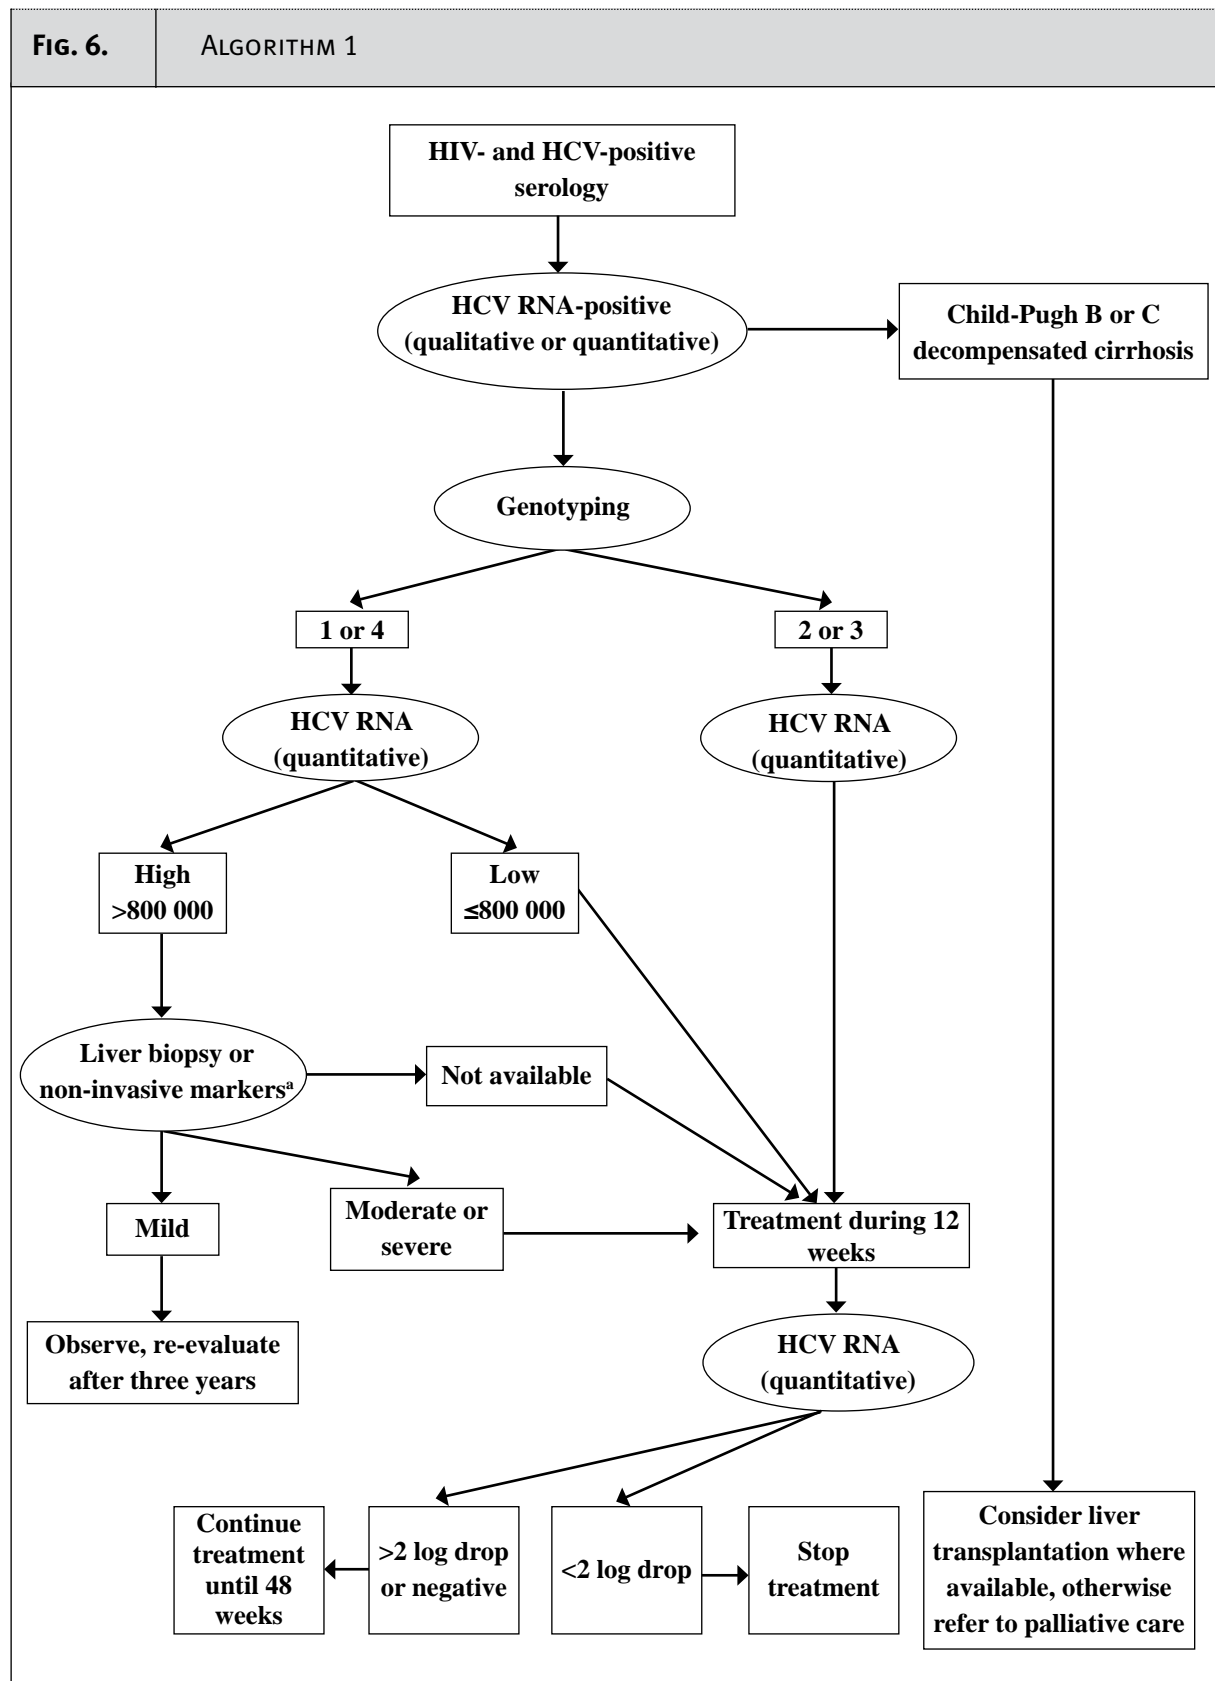 FIG. 6. ALGORITHM 1
HIV- and HCV-positive
serology
HCV RNA-positive
(qualitative or quantitative)
Child-Pugh B or C
decompensated cirrhosis
Genotyping
1 or 4
2 or 3
HCV RNA
(quantitative)
HCV RNA
(quantitative)
High
>800 000
Low
≤800 000
Liver biopsy or
non-invasive markersᵃ
Not available
Mild
Moderate or
severe
Treatment during 12
weeks
Observe, re-evaluate
after three years
HCV RNA
(quantitative)
Continue
treatment
until 48
weeks
>2 log drop
or negative
<2 log drop
Stop
treatment
Consider liver
transplantation where
available, otherwise
refer to palliative care